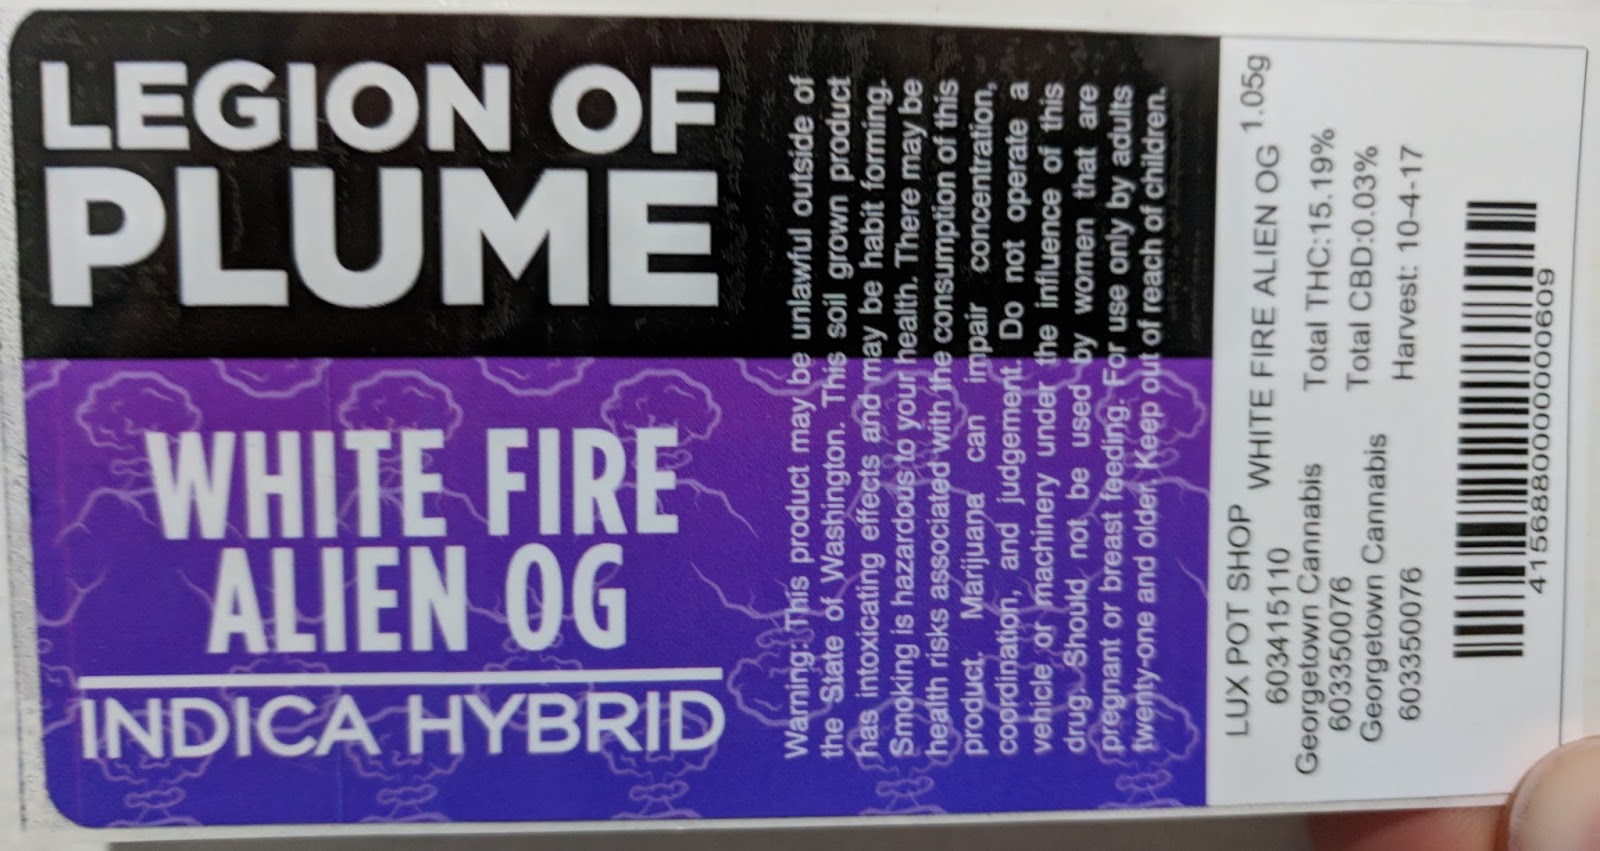 LEGION OF
PLUME
WHITE FIRE
ALIEN OG
INDICA HYBRID
Warning: This product may be unlawful outside of
the State of Washington. This soil grown product
has intoxicating effects and may be habit forming.
Smoking is hazardous to your health. There may be
health risks associated with the consumption of this
product. Marijuana can impair concentration,
coordination, and judgement. Do not operate a
vehicle or machinery under the influence of this
drug. Should not be used by women that are
pregnant or breast feeding. For use only by adults
twenty-one and older. Keep out of reach of children.
LUX POT SHOP WHITE FIRE ALIEN OG 1.05g
603415110
Georgetown Cannabis Total THC:15.19%
603350076 Total CBD:0.03%
Georgetown Cannabis Harvest: 10-4-17
603350076
4156880000000609